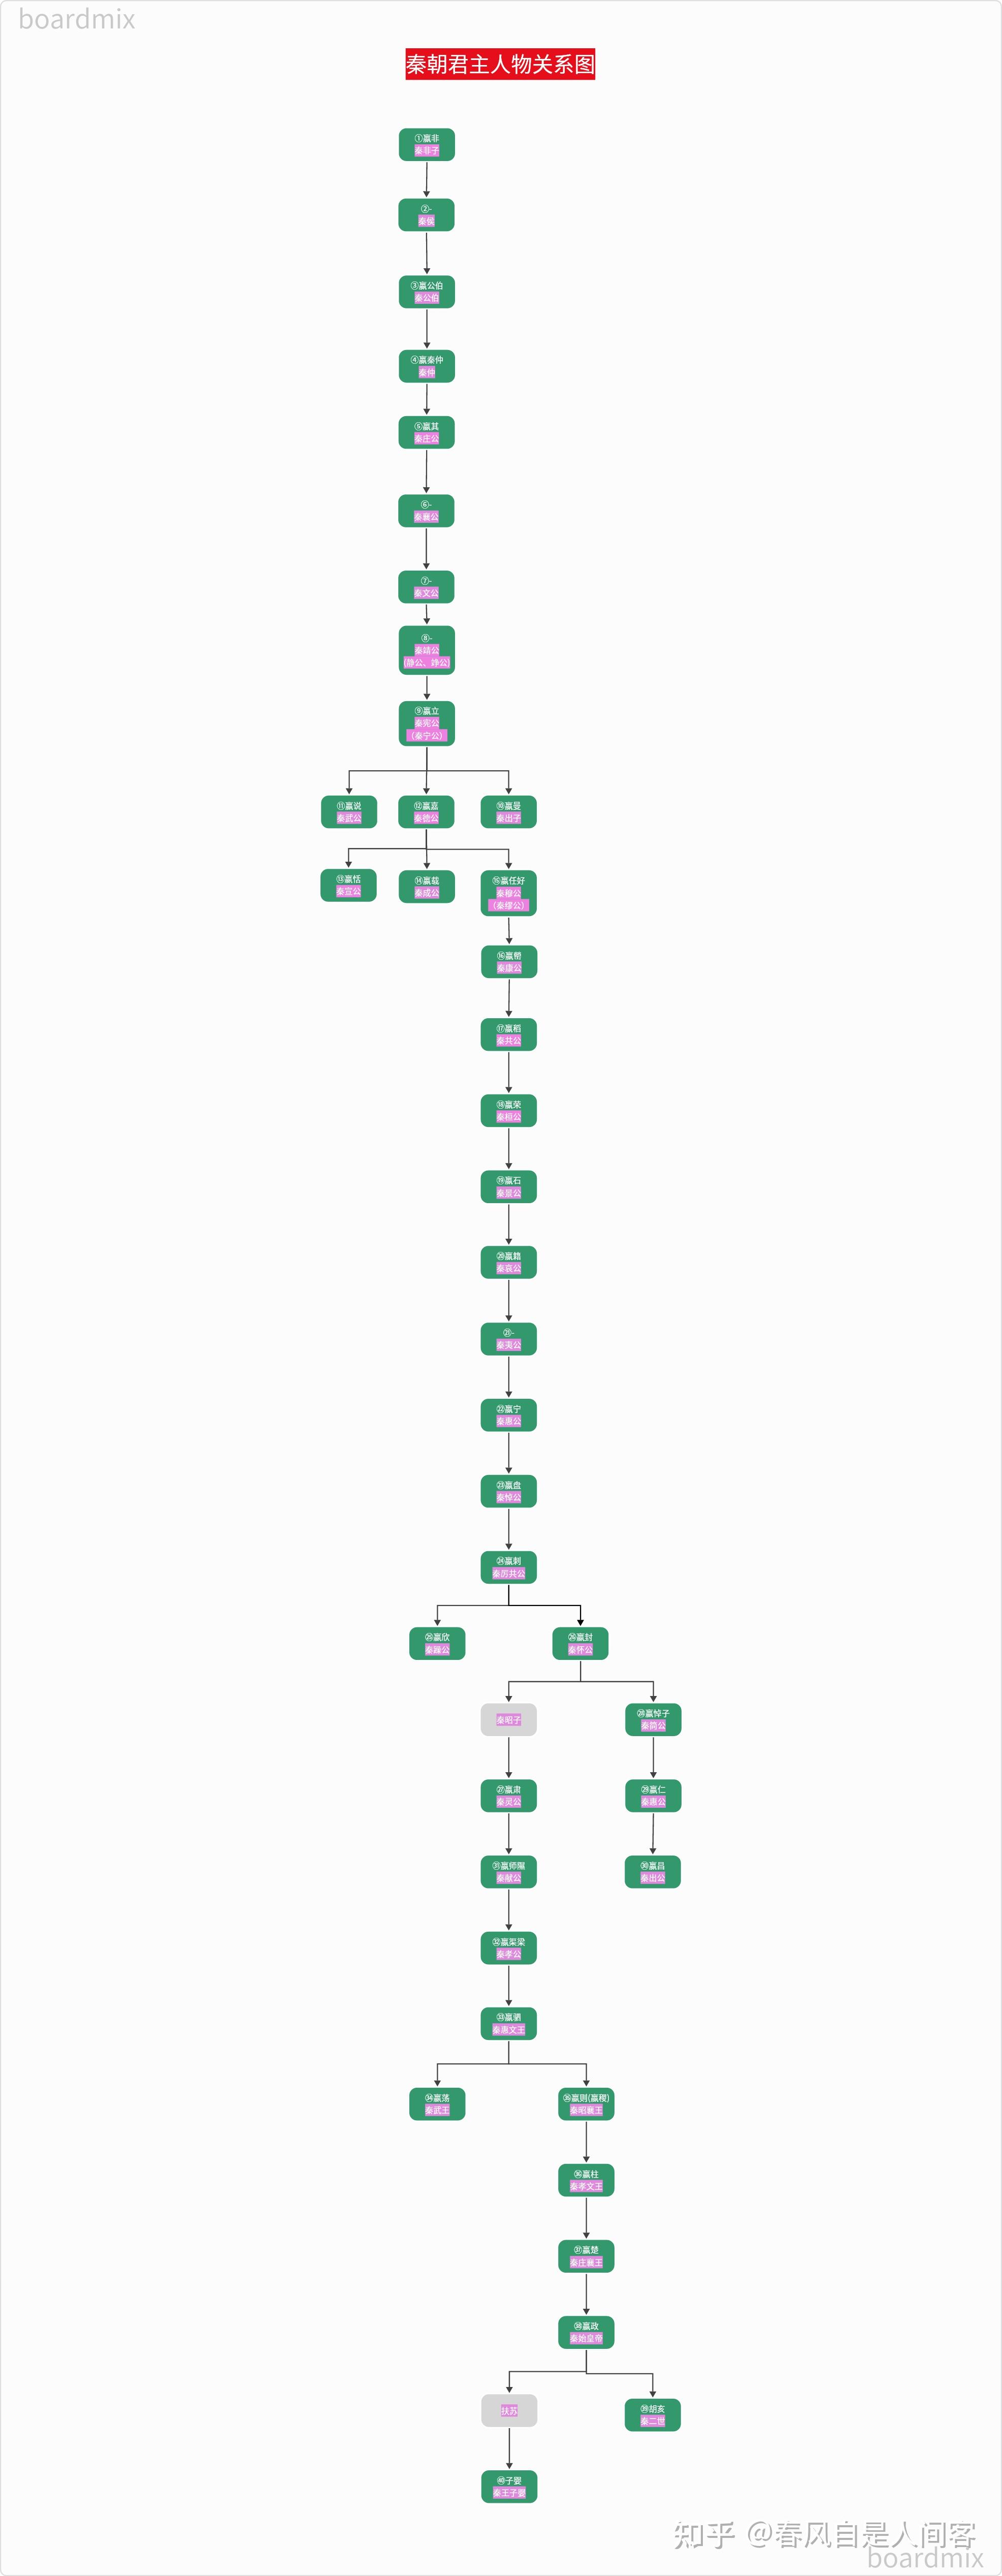 boardmix
秦朝君主人物关系图
①嬴非
秦非子
②-
秦侯
③嬴公伯
秦公伯
④嬴秦仲
秦仲
⑤嬴其
秦庄公
⑥-
秦襄公
⑦-
秦文公
⑧-
秦靖公
(静公、竫公)
⑨嬴立
秦宪公
（秦宁公）
⑪嬴说
秦武公
⑫嬴嘉
秦德公
⑩嬴曼
秦出子
⑬嬴恬
秦宣公
⑭嬴载
秦成公
⑮嬴任好
秦穆公
（秦缪公）
⑯嬴罃
秦康公
⑰嬴稻
秦共公
⑱嬴荣
秦桓公
⑲嬴石
秦景公
⑳嬴籍
秦哀公
㉑-
秦夷公
㉒嬴宁
秦惠公
㉓嬴盘
秦悼公
㉔嬴刺
秦厉共公
㉕嬴欣
秦躁公
㉖嬴封
秦怀公
秦昭子
㉘嬴悼子
秦简公
㉗嬴肃
秦灵公
㉙嬴仁
秦惠公
㉛嬴师隰
秦献公
㉚嬴昌
秦出公
㉜嬴渠梁
秦孝公
㉝嬴驷
秦惠文王
㉞嬴荡
秦武王
㉟嬴则(嬴稷)
秦昭襄王
㊱嬴柱
秦孝文王
㊲嬴楚
秦庄襄王
㊳嬴政
秦始皇帝
扶苏
㊴胡亥
秦二世
㊵子婴
秦王子婴
知乎 @春风自是人间客
boardmix